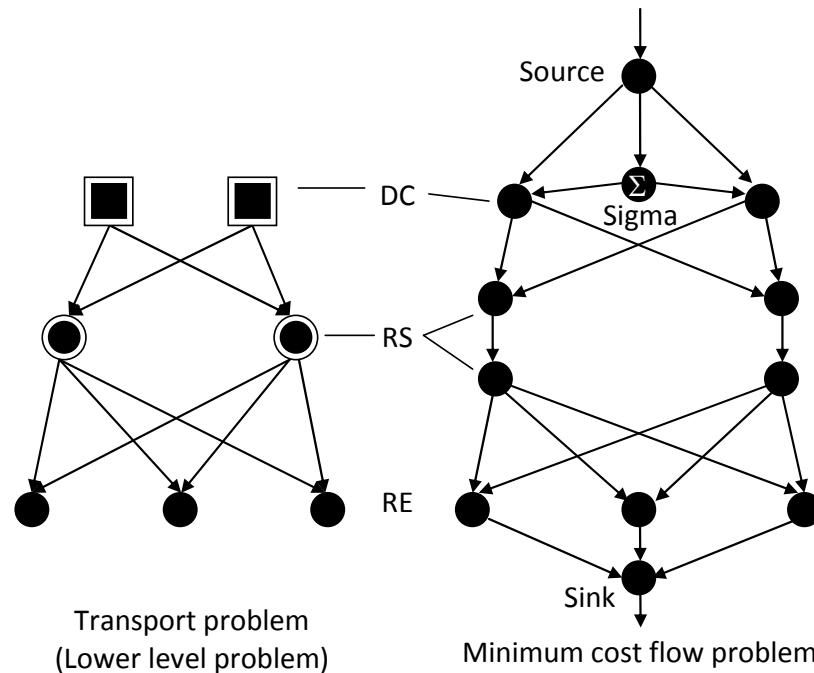 Source
DC
Σ
Sigma
RS
RE
Sink
Transport problem
(Lower level problem)
Minimum cost flow problem